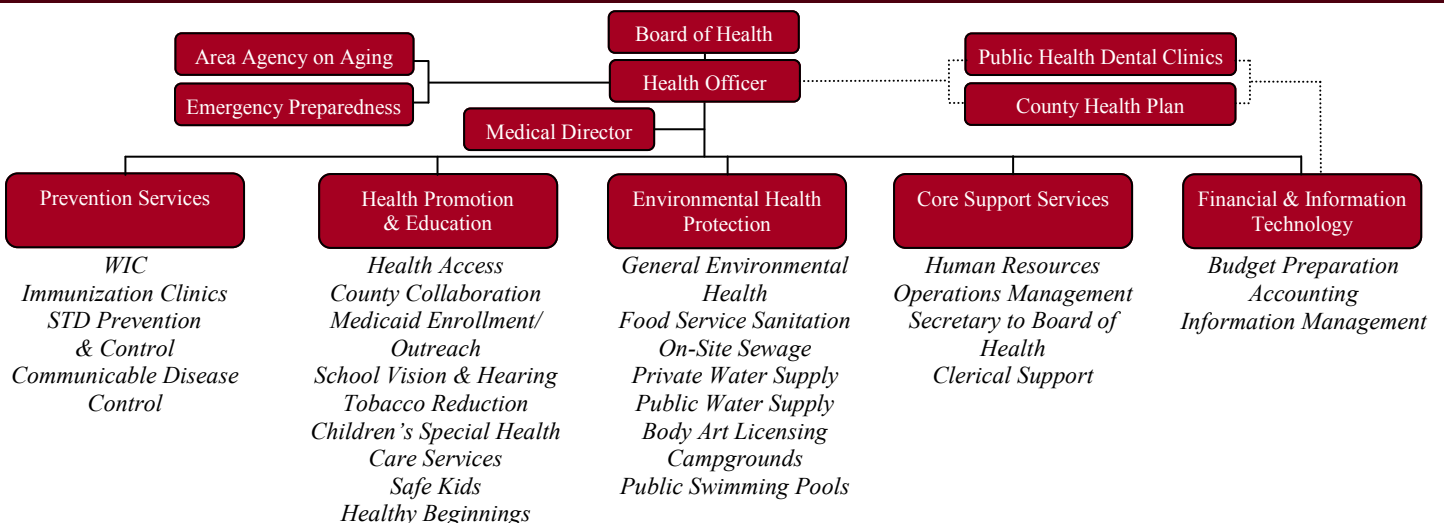 Board of Health
Area Agency on Aging
Public Health Dental Clinics
Health Officer
Emergency Preparedness
County Health Plan
Medical Director
Prevention Services
WIC
Immunization Clinics
STD Prevention
& Control
Communicable Disease
Control
Health Promotion
& Education
Health Access
County Collaboration
Medicaid Enrollment/
Outreach
School Vision & Hearing
Tobacco Reduction
Children’s Special Health
Care Services
Safe Kids
Healthy Beginnings
Environmental Health
Protection
General Environmental
Health
Food Service Sanitation
On-Site Sewage
Private Water Supply
Public Water Supply
Body Art Licensing
Campgrounds
Public Swimming Pools
Core Support Services
Human Resources
Operations Management
Secretary to Board of
Health
Clerical Support
Financial & Information
Technology
Budget Preparation
Accounting
Information Management